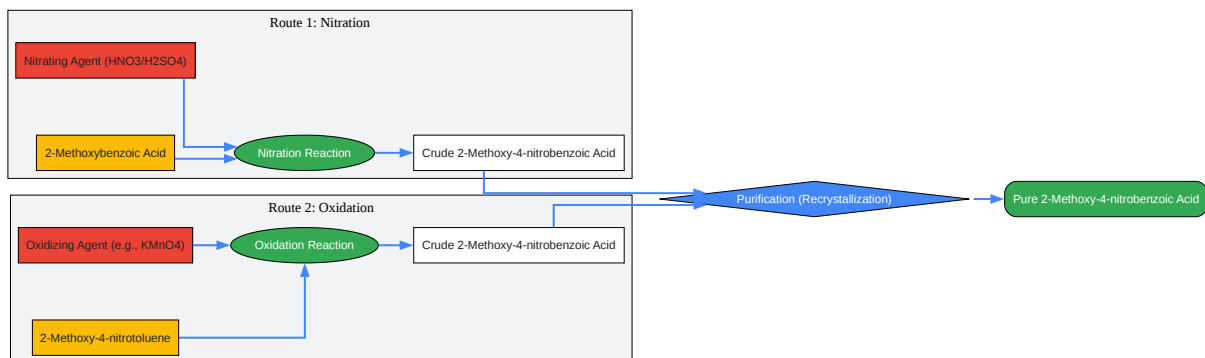 Route 1: Nitration
Nitrating Agent (HNO3/H2SO4)
2-Methoxybenzoic Acid
Nitration Reaction
Crude 2-Methoxy-4-nitrobenzoic Acid
Route 2: Oxidation
Oxidizing Agent (e.g., KMnO4)
Oxidation Reaction
Crude 2-Methoxy-4-nitrobenzoic Acid
2-Methoxy-4-nitrotoluene
Purification (Recrystallization)
Pure 2-Methoxy-4-nitrobenzoic Acid